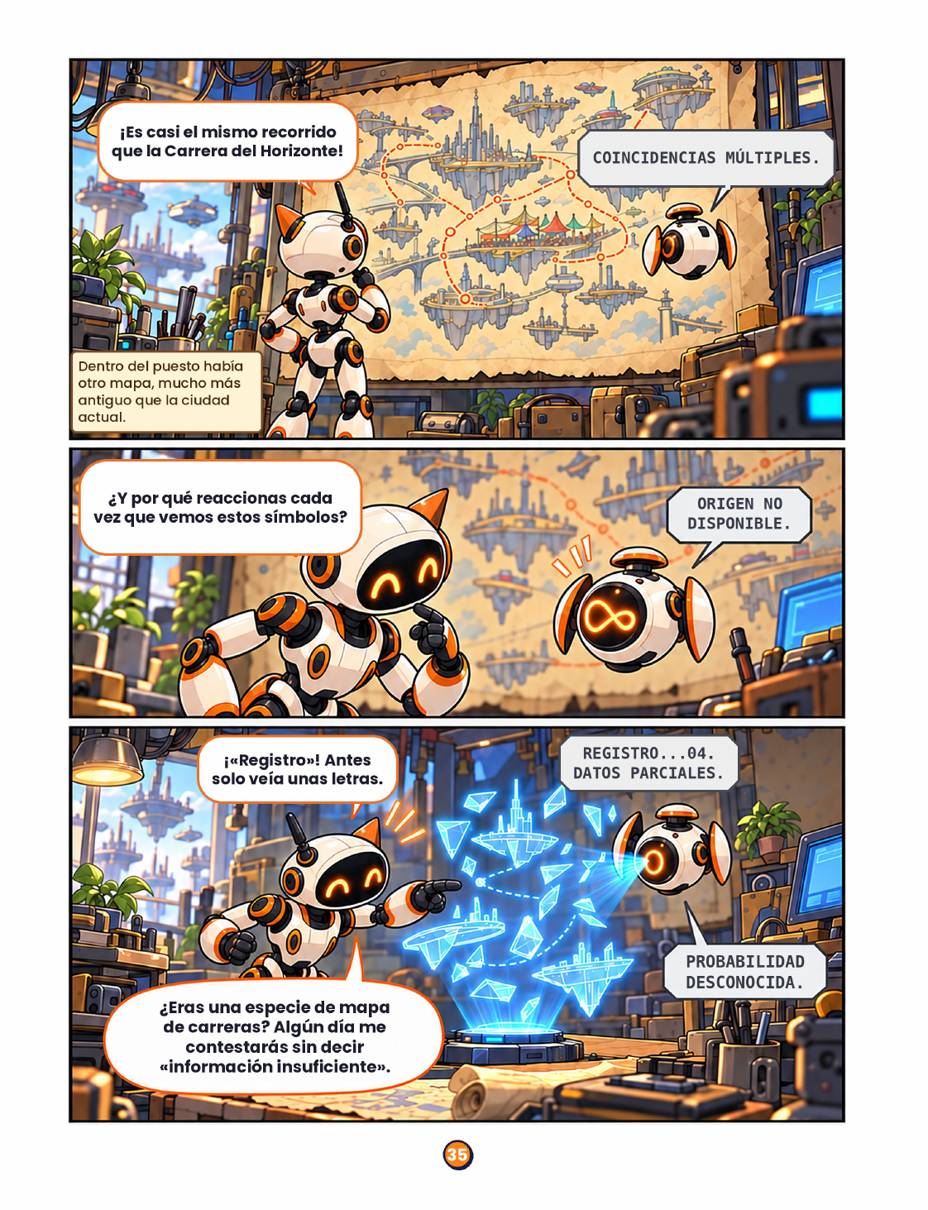 ¡Es casi el mismo recorrido
que la Carrera del Horizonte!
COINCIDENCIAS MÚLTIPLES.
Dentro del puesto había
otro mapa, mucho más
antiguo que la ciudad
actual.
¿Y por qué reaccionas cada
vez que vemos estos símbolos?
ORIGEN NO
DISPONIBLE.
¡«Registro»! Antes
solo veía unas letras.
REGISTRO...04.
DATOS PARCIALES.
PROBABILIDAD
DESCONOCIDA.
¿Eras una especie de mapa
de carreras? Algún día me
contestarás sin decir
«información insuficiente».
35